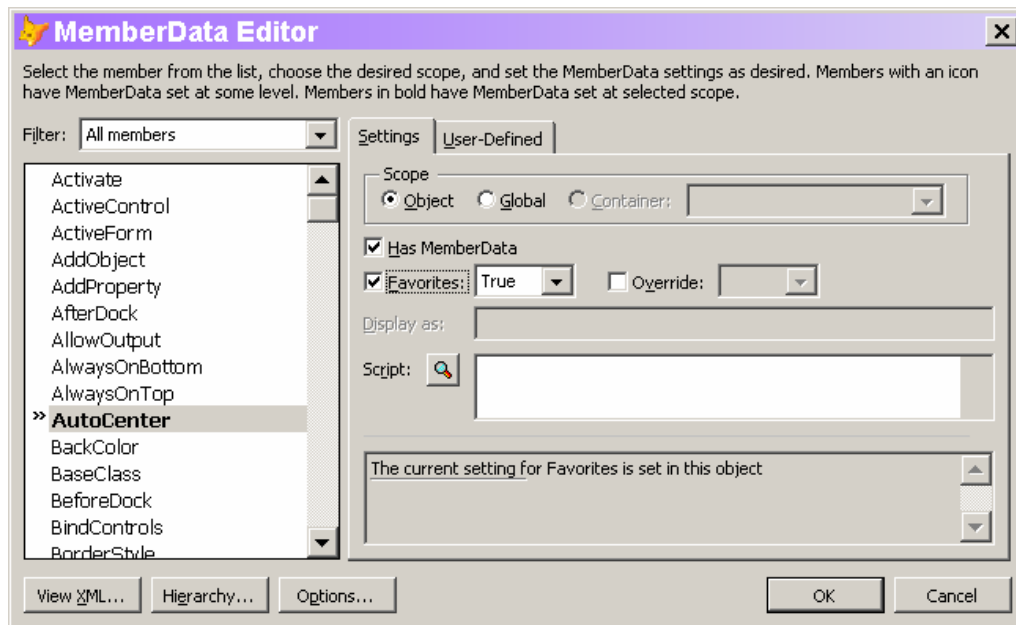 MemberData Editor
Select the member from the list, choose the desired scope, and set the MemberData settings as desired. Members with an icon
have MemberData set at some level. Members in bold have MemberData set at selected scope.
Filter: All members
Settings User-Defined
Activate
ActiveControl
ActiveForm
AddObject
AddProperty
AfterDock
AllowOutput
AlwaysOnBottom
AlwaysOnTop
» AutoCenter
BackColor
BaseClass
BeforeDock
BindControls
BorderStyle
Scope
Object Global Container:
Has MemberData
Favorites: True Override:
Display as:
Script:
The current setting for Favorites is set in this object
View XML... Hierarchy... Options... OK Cancel